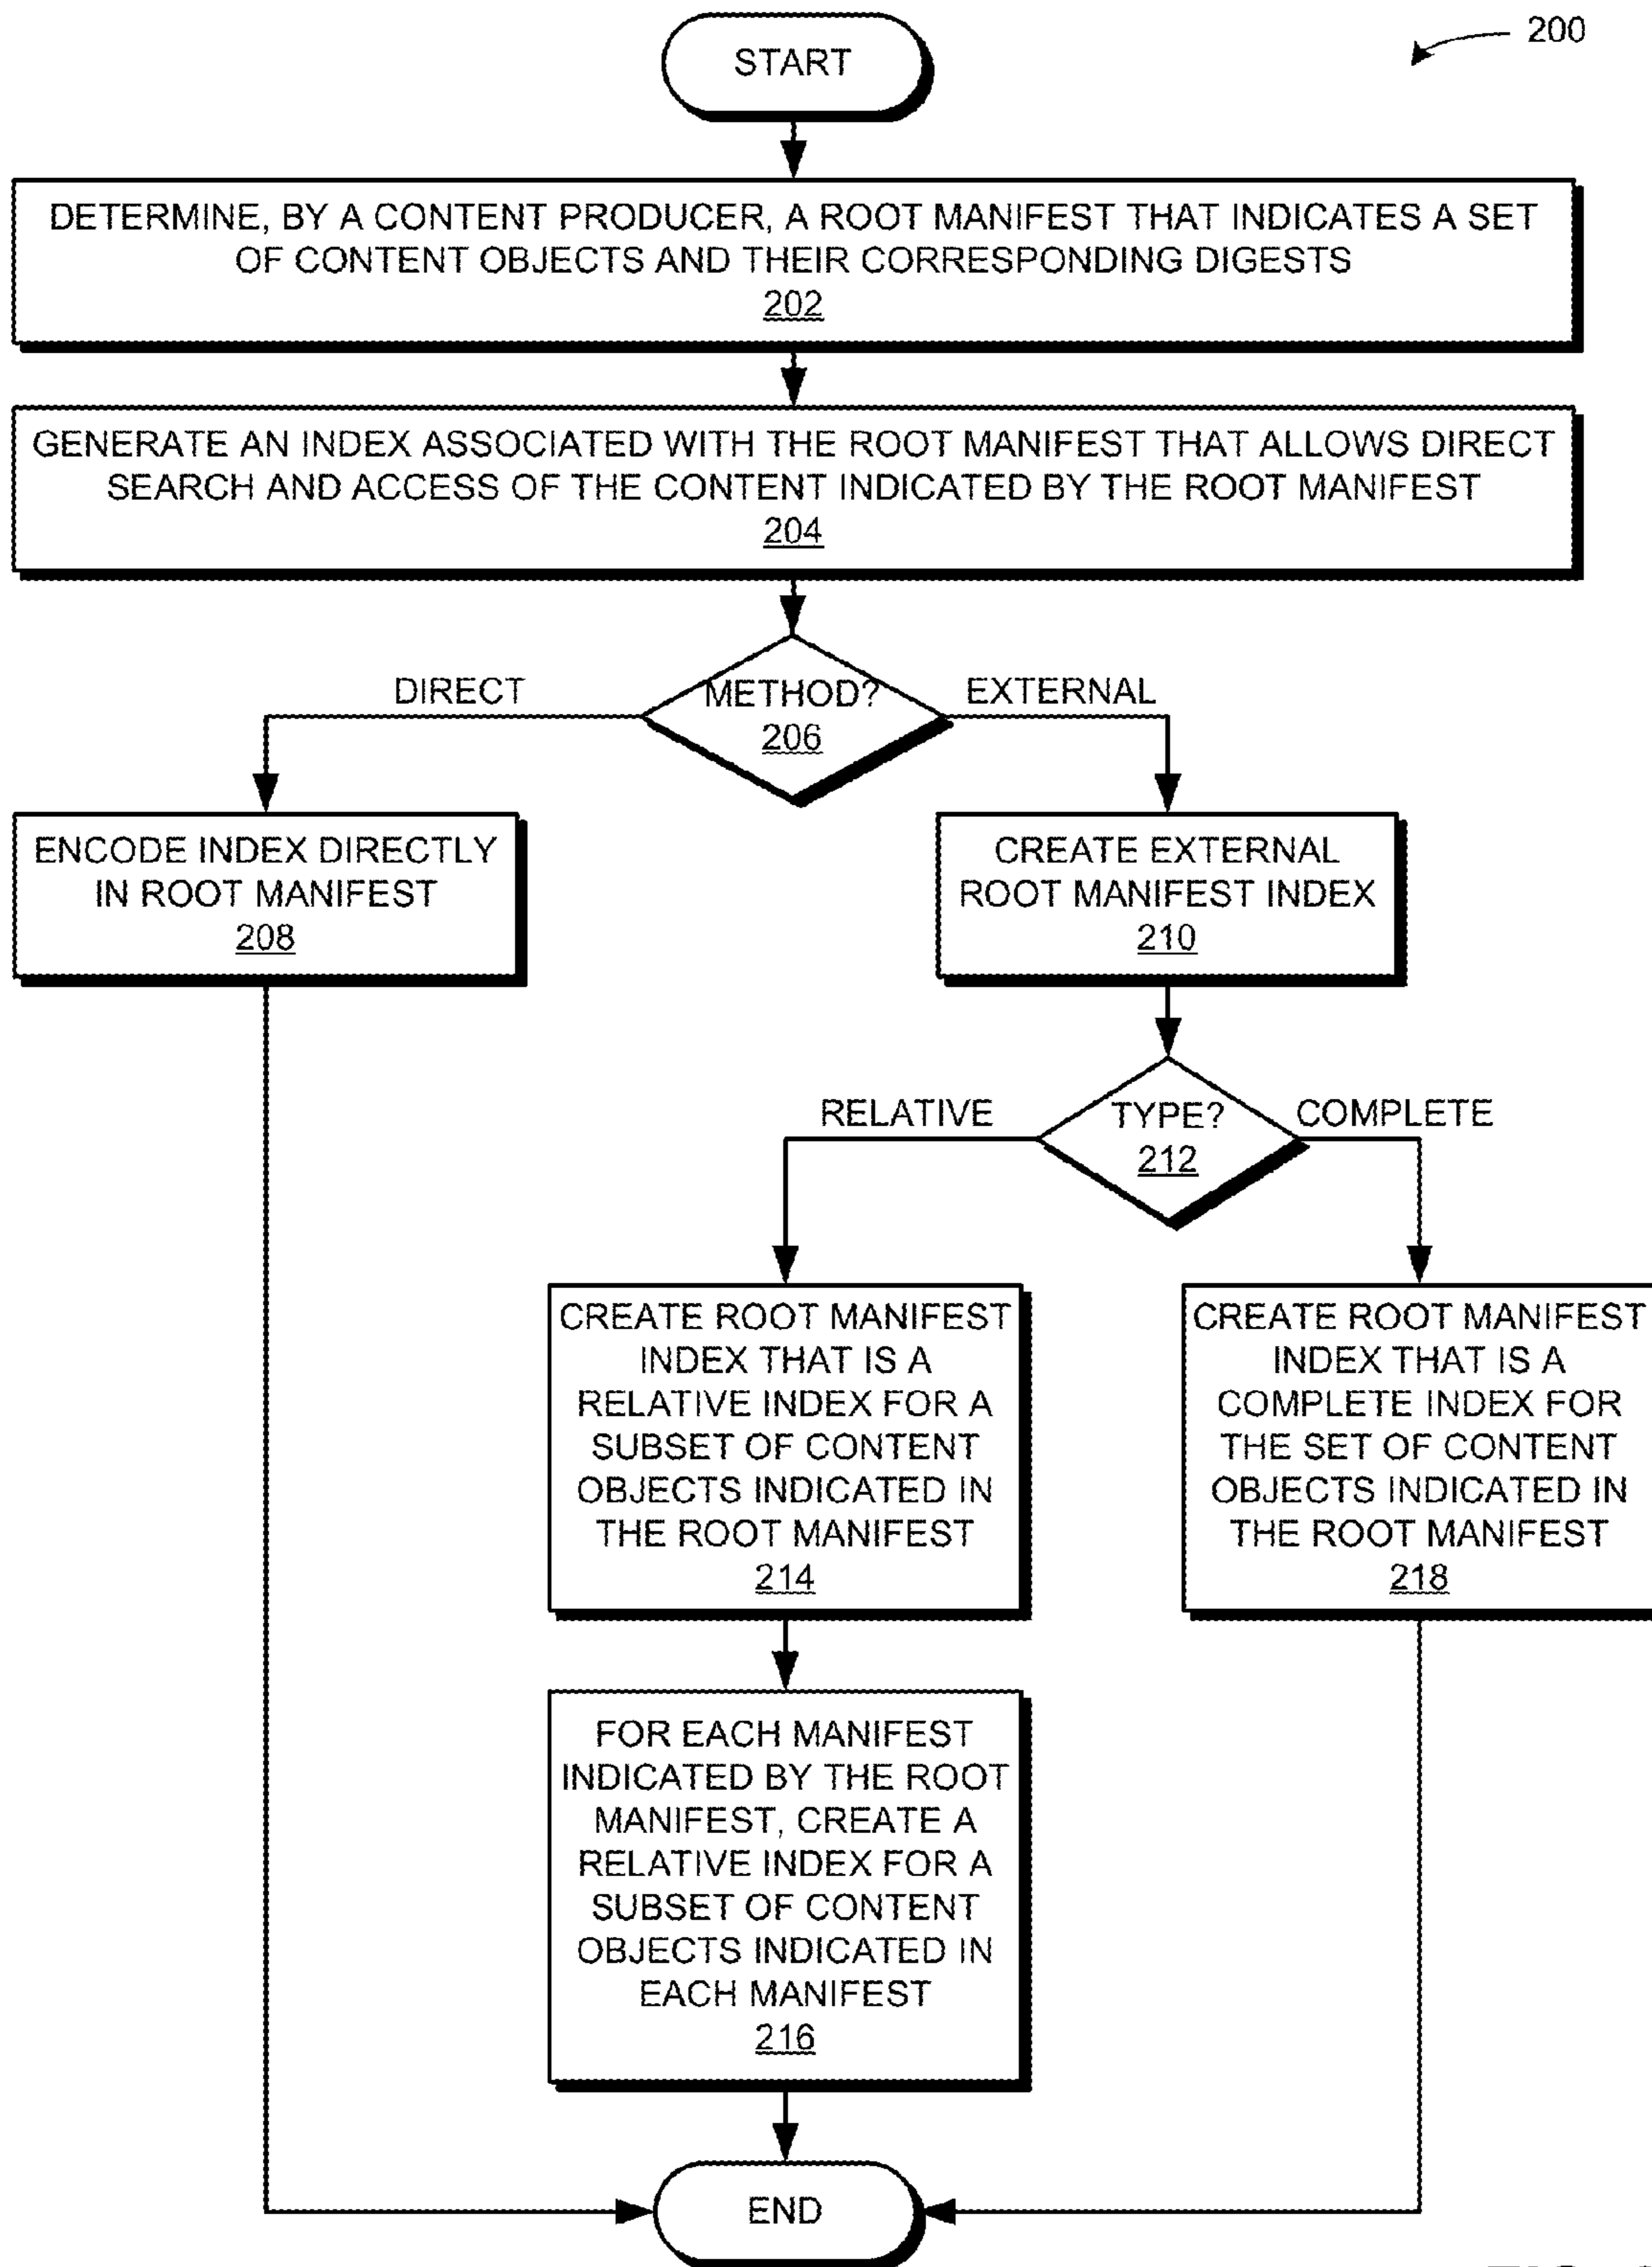 200
START
DETERMINE, BY A CONTENT PRODUCER, A ROOT MANIFEST THAT INDICATES A SET
OF CONTENT OBJECTS AND THEIR CORRESPONDING DIGESTS
202
GENERATE AN INDEX ASSOCIATED WITH THE ROOT MANIFEST THAT ALLOWS DIRECT
SEARCH AND ACCESS OF THE CONTENT INDICATED BY THE ROOT MANIFEST
204
DIRECT
METHOD?
206
EXTERNAL
ENCODE INDEX DIRECTLY
IN ROOT MANIFEST
208
CREATE EXTERNAL
ROOT MANIFEST INDEX
210
RELATIVE
TYPE?
212
COMPLETE
CREATE ROOT MANIFEST
INDEX THAT IS A
RELATIVE INDEX FOR A
SUBSET OF CONTENT
OBJECTS INDICATED IN
THE ROOT MANIFEST
214
CREATE ROOT MANIFEST
INDEX THAT IS A
COMPLETE INDEX FOR
THE SET OF CONTENT
OBJECTS INDICATED IN
THE ROOT MANIFEST
218
FOR EACH MANIFEST
INDICATED BY THE ROOT
MANIFEST, CREATE A
RELATIVE INDEX FOR A
SUBSET OF CONTENT
OBJECTS INDICATED IN
EACH MANIFEST
216
END